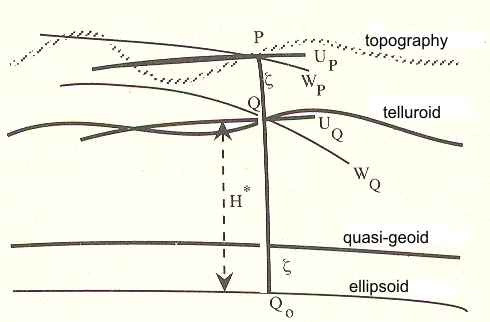 P
topography
U_P
ζ
W_P
Q
telluroid
U_Q
W_Q
H*
quasi-geoid
ζ
ellipsoid
Q_o